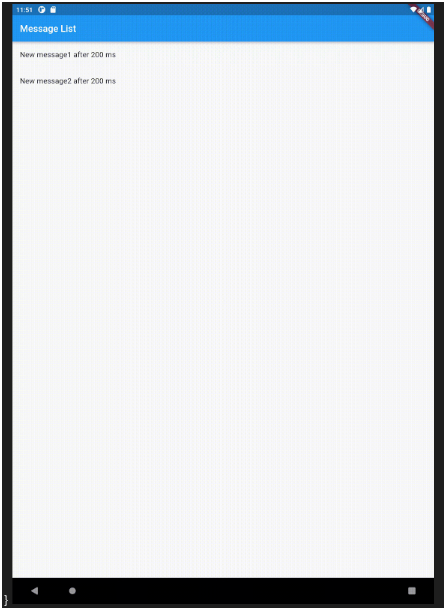 11:51
Message List
New message1 after 200 ms
New message2 after 200 ms
}